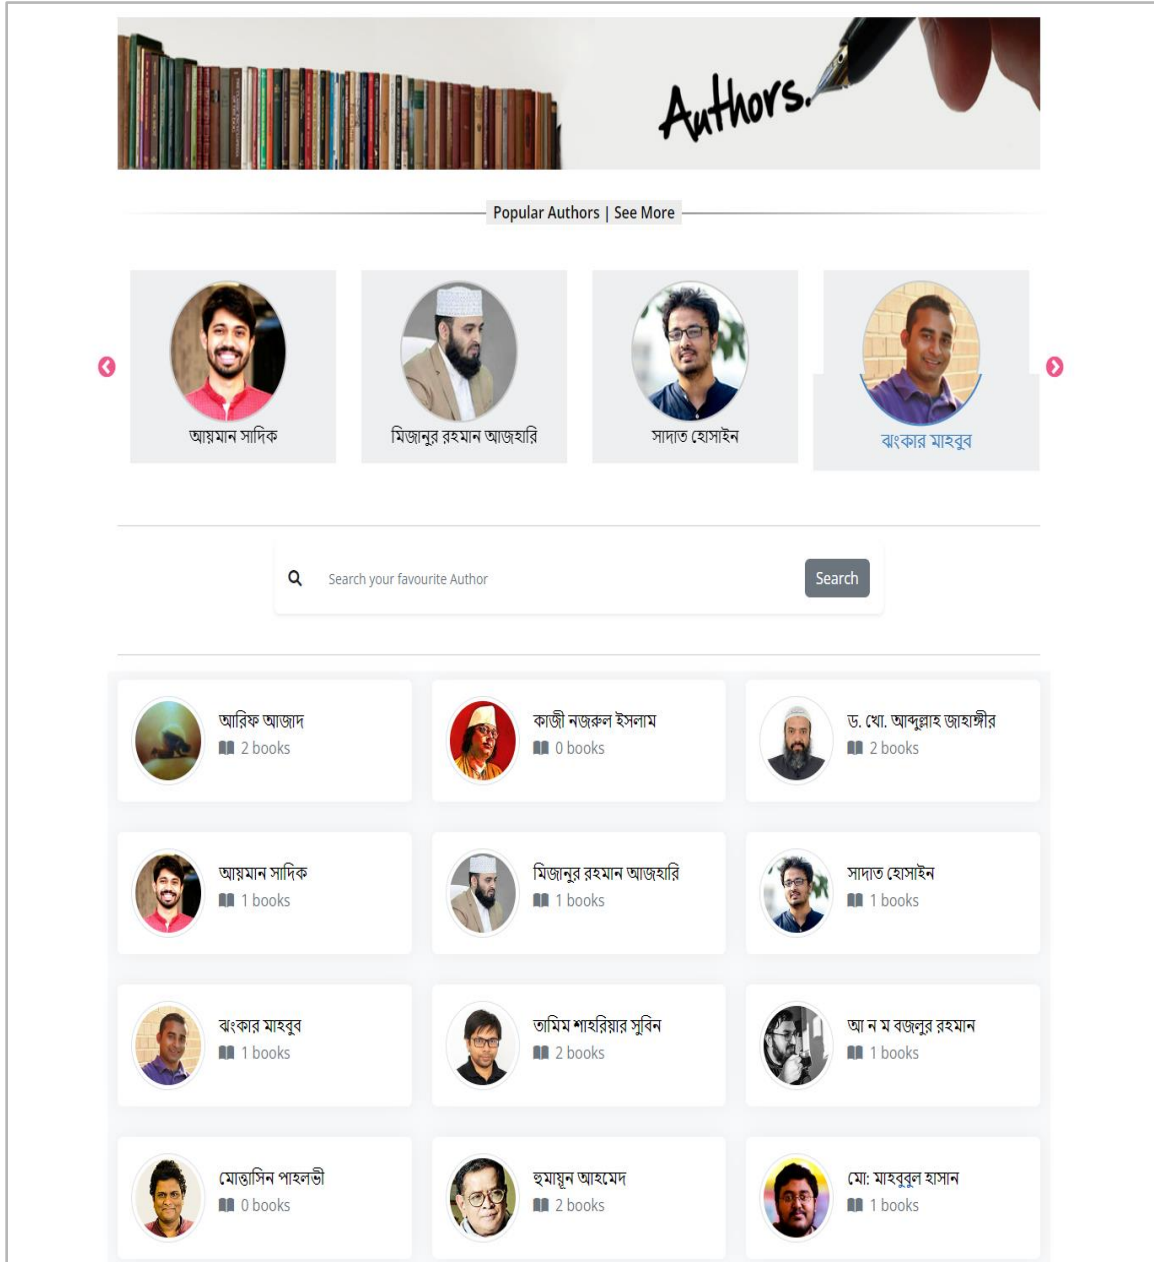 Authors.
Popular Authors | See More
আয়মান সাদিক
মিজানুর রহমান আজহারি
সাদাত হোসাইন
ঝংকার মাহবুব
Search your favourite Author
Search
আরিফ আজাদ
2 books
কাজী নজরুল ইসলাম
0 books
ড. খো. আব্দুল্লাহ জাহাঙ্গীর
2 books
আয়মান সাদিক
1 books
মিজানুর রহমান আজহারি
1 books
সাদাত হোসাইন
1 books
ঝংকার মাহবুব
1 books
তামিম শাহরিয়ার সুবিন
2 books
আ ন ম বজলুর রহমান
1 books
মোত্তাসিন পাহলভী
0 books
হুমায়ূন আহমেদ
2 books
মো: মাহবুবুল হাসান
1 books